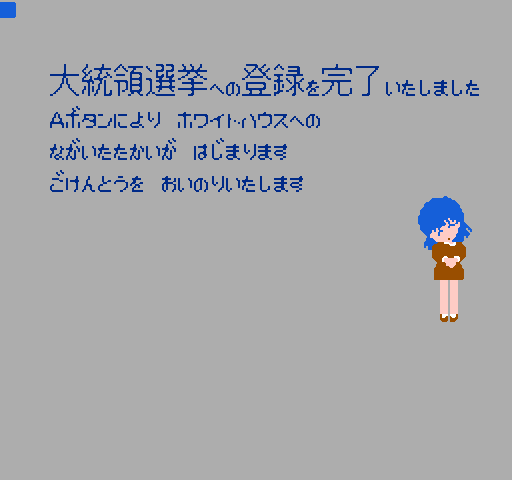 大統領選挙への登録を完了いたしました
Aボタンにより　ホワイトハウスへの
ながいたたかいが　はじまります
ごけんとうを　おいのりいたします